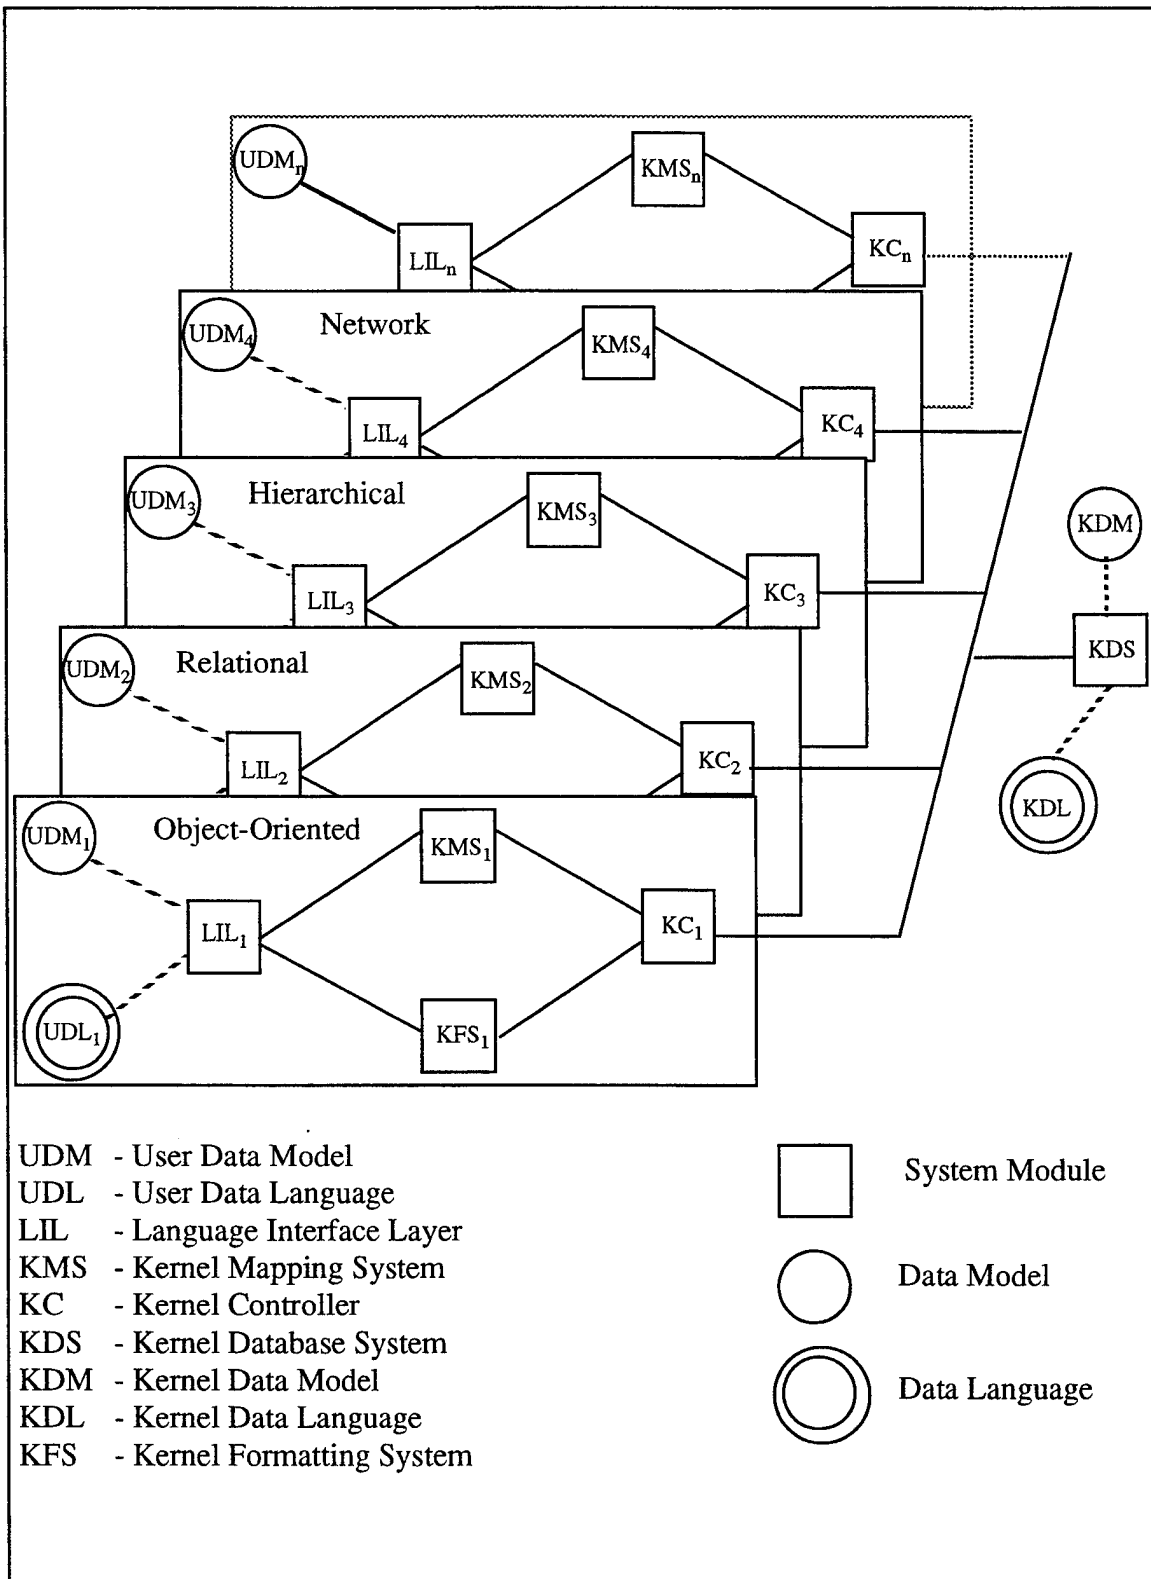 UDMn
KMSn
LILn
KCn
UDM4
Network
KMS4
LIL4
KC4
UDM3
Hierarchical
KMS3
LIL3
KC3
KDM
KDS
UDM2
Relational
KMS2
LIL2
KC2
KDL
UDM1
Object-Oriented
KMS1
LIL1
KC1
UDL1
KFS1
UDM - User Data Model
UDL - User Data Language
LIL - Language Interface Layer
KMS - Kernel Mapping System
KC - Kernel Controller
KDS - Kernel Database System
KDM - Kernel Data Model
KDL - Kernel Data Language
KFS - Kernel Formatting System
System Module
Data Model
Data Language